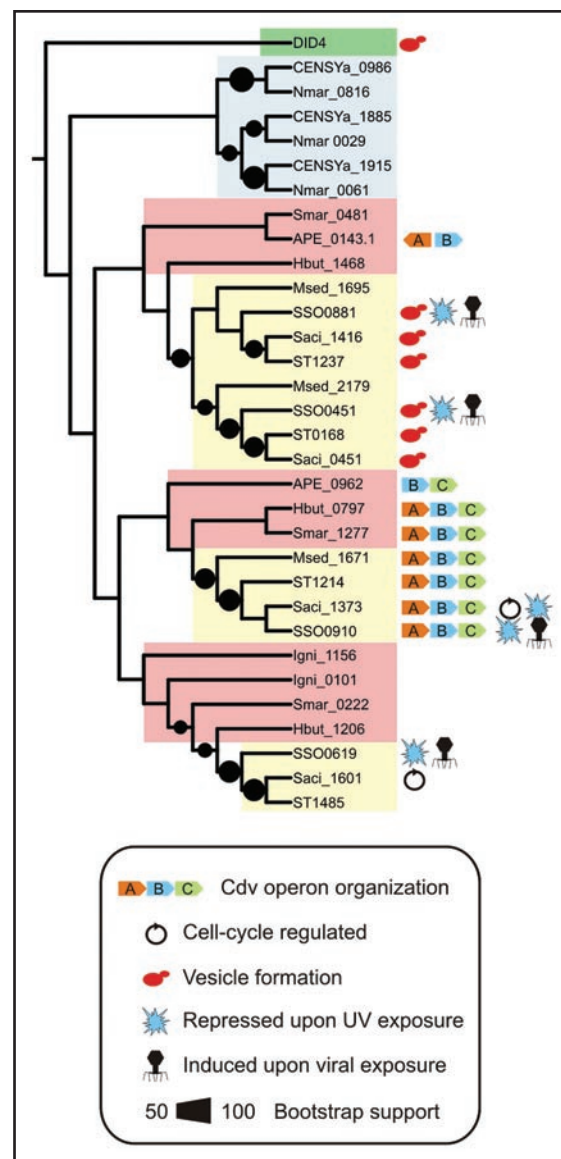 DID4
CENSYa_0986
Nmar_0816
CENSYa_1885
Nmar 0029
CENSYa_1915
Nmar_0061
Smar_0481
APE_0143.1 A B
Hbut_1468
Msed_1695
SSO0881
Saci_1416
ST1237
Msed_2179
SSO0451
ST0168
Saci_0451
APE_0962 B C
Hbut_0797 A B C
Smar_1277 A B C
Msed_1671 A B C
ST1214 A B C
Saci_1373 A B C
SSO0910 A B C
Igni_1156
Igni_0101
Smar_0222
Hbut_1206
SSO0619
Saci_1601
ST1485
A B C Cdv operon organization
Cell-cycle regulated
Vesicle formation
Repressed upon UV exposure
Induced upon viral exposure
50 100 Bootstrap support